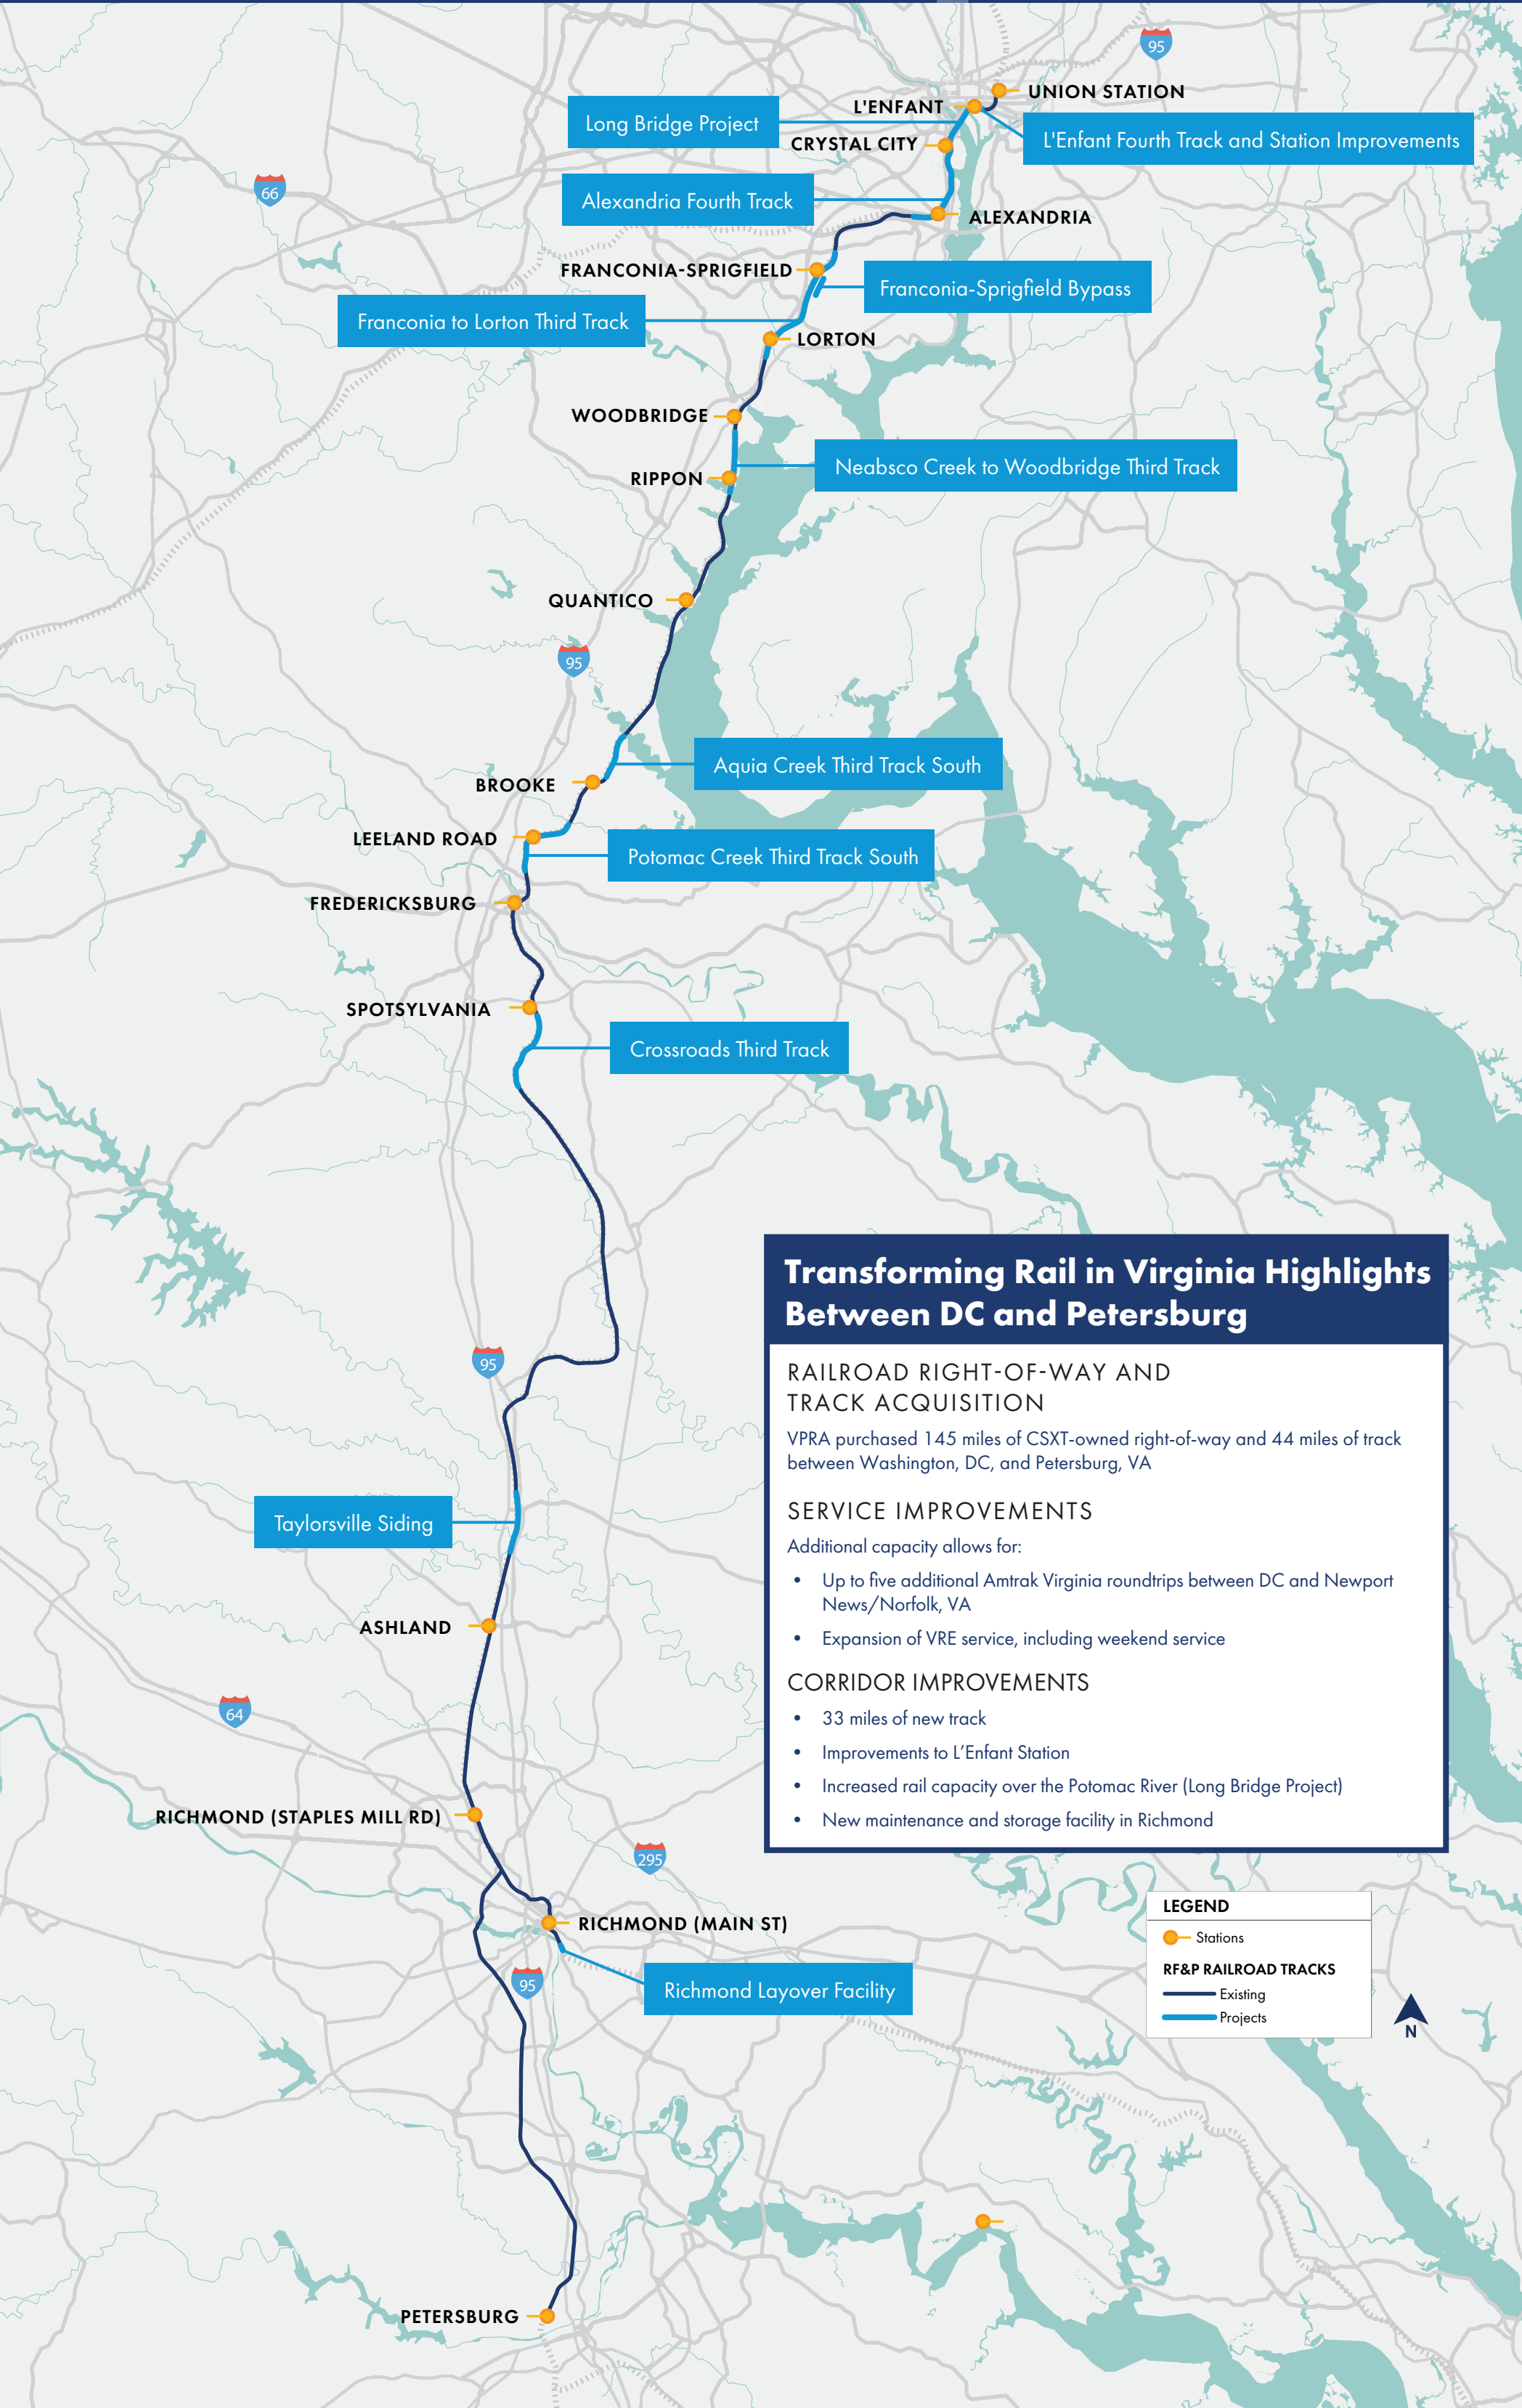 95
UNION STATION
L'ENFANT
Long Bridge Project
L'Enfant Fourth Track and Station Improvements
CRYSTAL CITY
66
Alexandria Fourth Track
ALEXANDRIA
FRANCONIA-SPRIGFIELD
Franconia-Sprigfield Bypass
Franconia to Lorton Third Track
LORTON
WOODBRIDGE
Neabsco Creek to Woodbridge Third Track
RIPPON
QUANTICO
95
Aquia Creek Third Track South
BROOKE
LEELAND ROAD
Potomac Creek Third Track South
FREDERICKSBURG
SPOTSYLVANIA
Crossroads Third Track
95
Taylorsville Siding
ASHLAND
64
RICHMOND (STAPLES MILL RD)
295
RICHMOND (MAIN ST)
95
Richmond Layover Facility
PETERSBURG
Transforming Rail in Virginia Highlights
Between DC and Petersburg
RAILROAD RIGHT-OF-WAY AND
TRACK ACQUISITION
VPRA purchased 145 miles of CSXT-owned right-of-way and 44 miles of track
between Washington, DC, and Petersburg, VA
SERVICE IMPROVEMENTS
Additional capacity allows for:
• Up to five additional Amtrak Virginia roundtrips between DC and Newport
News/Norfolk, VA
• Expansion of VRE service, including weekend service
CORRIDOR IMPROVEMENTS
• 33 miles of new track
• Improvements to L’Enfant Station
• Increased rail capacity over the Potomac River (Long Bridge Project)
• New maintenance and storage facility in Richmond
LEGEND
Stations
RF&P RAILROAD TRACKS
Existing
Projects
N